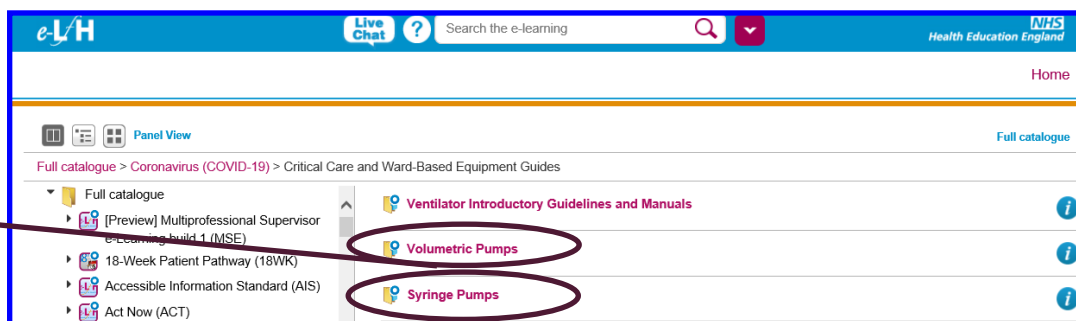 e-LfH
Live Chat
?
Search the e-learning
NHS
Health Education England
Home
Panel View
Full catalogue
Full catalogue > Coronavirus (COVID-19) > Critical Care and Ward-Based Equipment Guides
Full catalogue
[Preview] Multiprofessional Supervisor
e-Learning build 1 (MSE)
18-Week Patient Pathway (18WK)
Accessible Information Standard (AIS)
Act Now (ACT)
Ventilator Introductory Guidelines and Manuals
i
Volumetric Pumps
i
Syringe Pumps
i